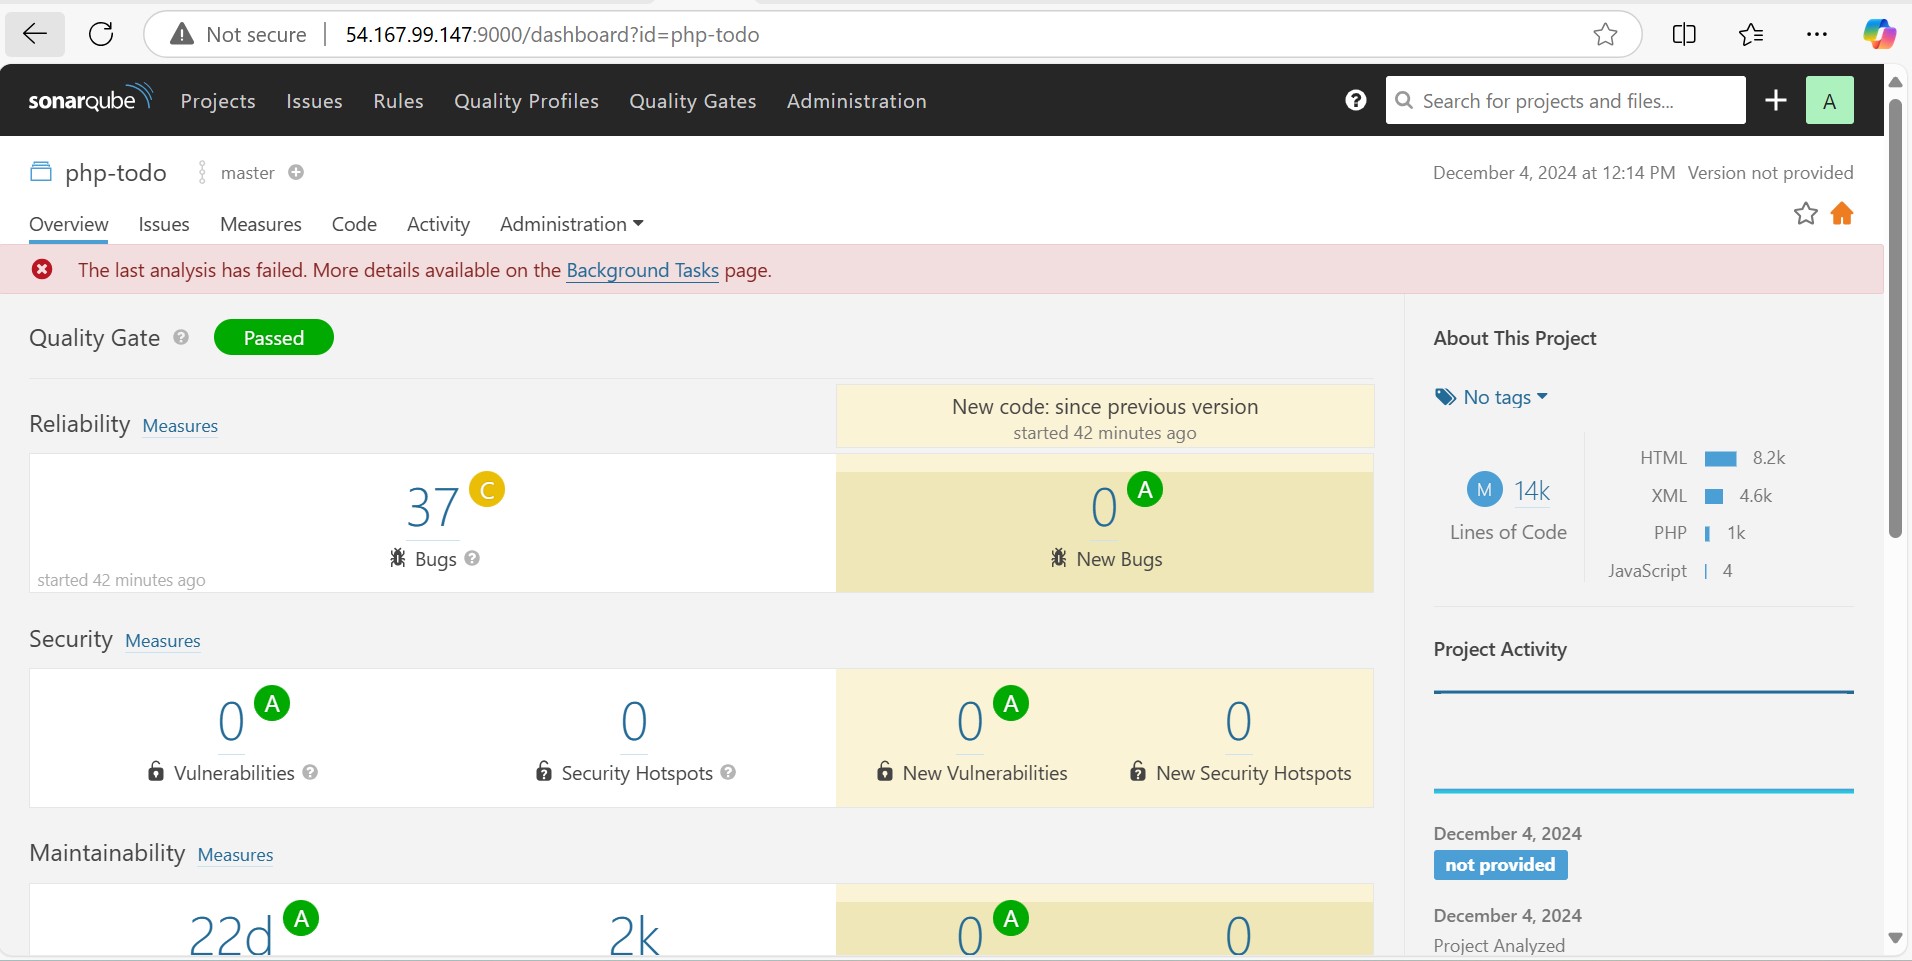 Not secure 54.167.99.147:9000/dashboard?id=php-todo
sonarqube Projects Issues Rules Quality Profiles Quality Gates Administration ? Search for projects and files... + A
php-todo master December 4, 2024 at 12:14 PM Version not provided
Overview Issues Measures Code Activity Administration
The last analysis has failed. More details available on the Background Tasks page.
Quality Gate ? Passed
New code: since previous version
started 42 minutes ago
Reliability Measures
37 C
Bugs ?
started 42 minutes ago
0 A
New Bugs
Security Measures
0 A
Vulnerabilities ?
0
Security Hotspots ?
0 A
New Vulnerabilities
0
New Security Hotspots
Maintainability Measures
22d A
2k
0 A
0
About This Project
No tags
M 14k
Lines of Code
HTML 8.2k
XML 4.6k
PHP 1k
JavaScript 4
Project Activity
December 4, 2024
not provided
December 4, 2024
Project Analyzed